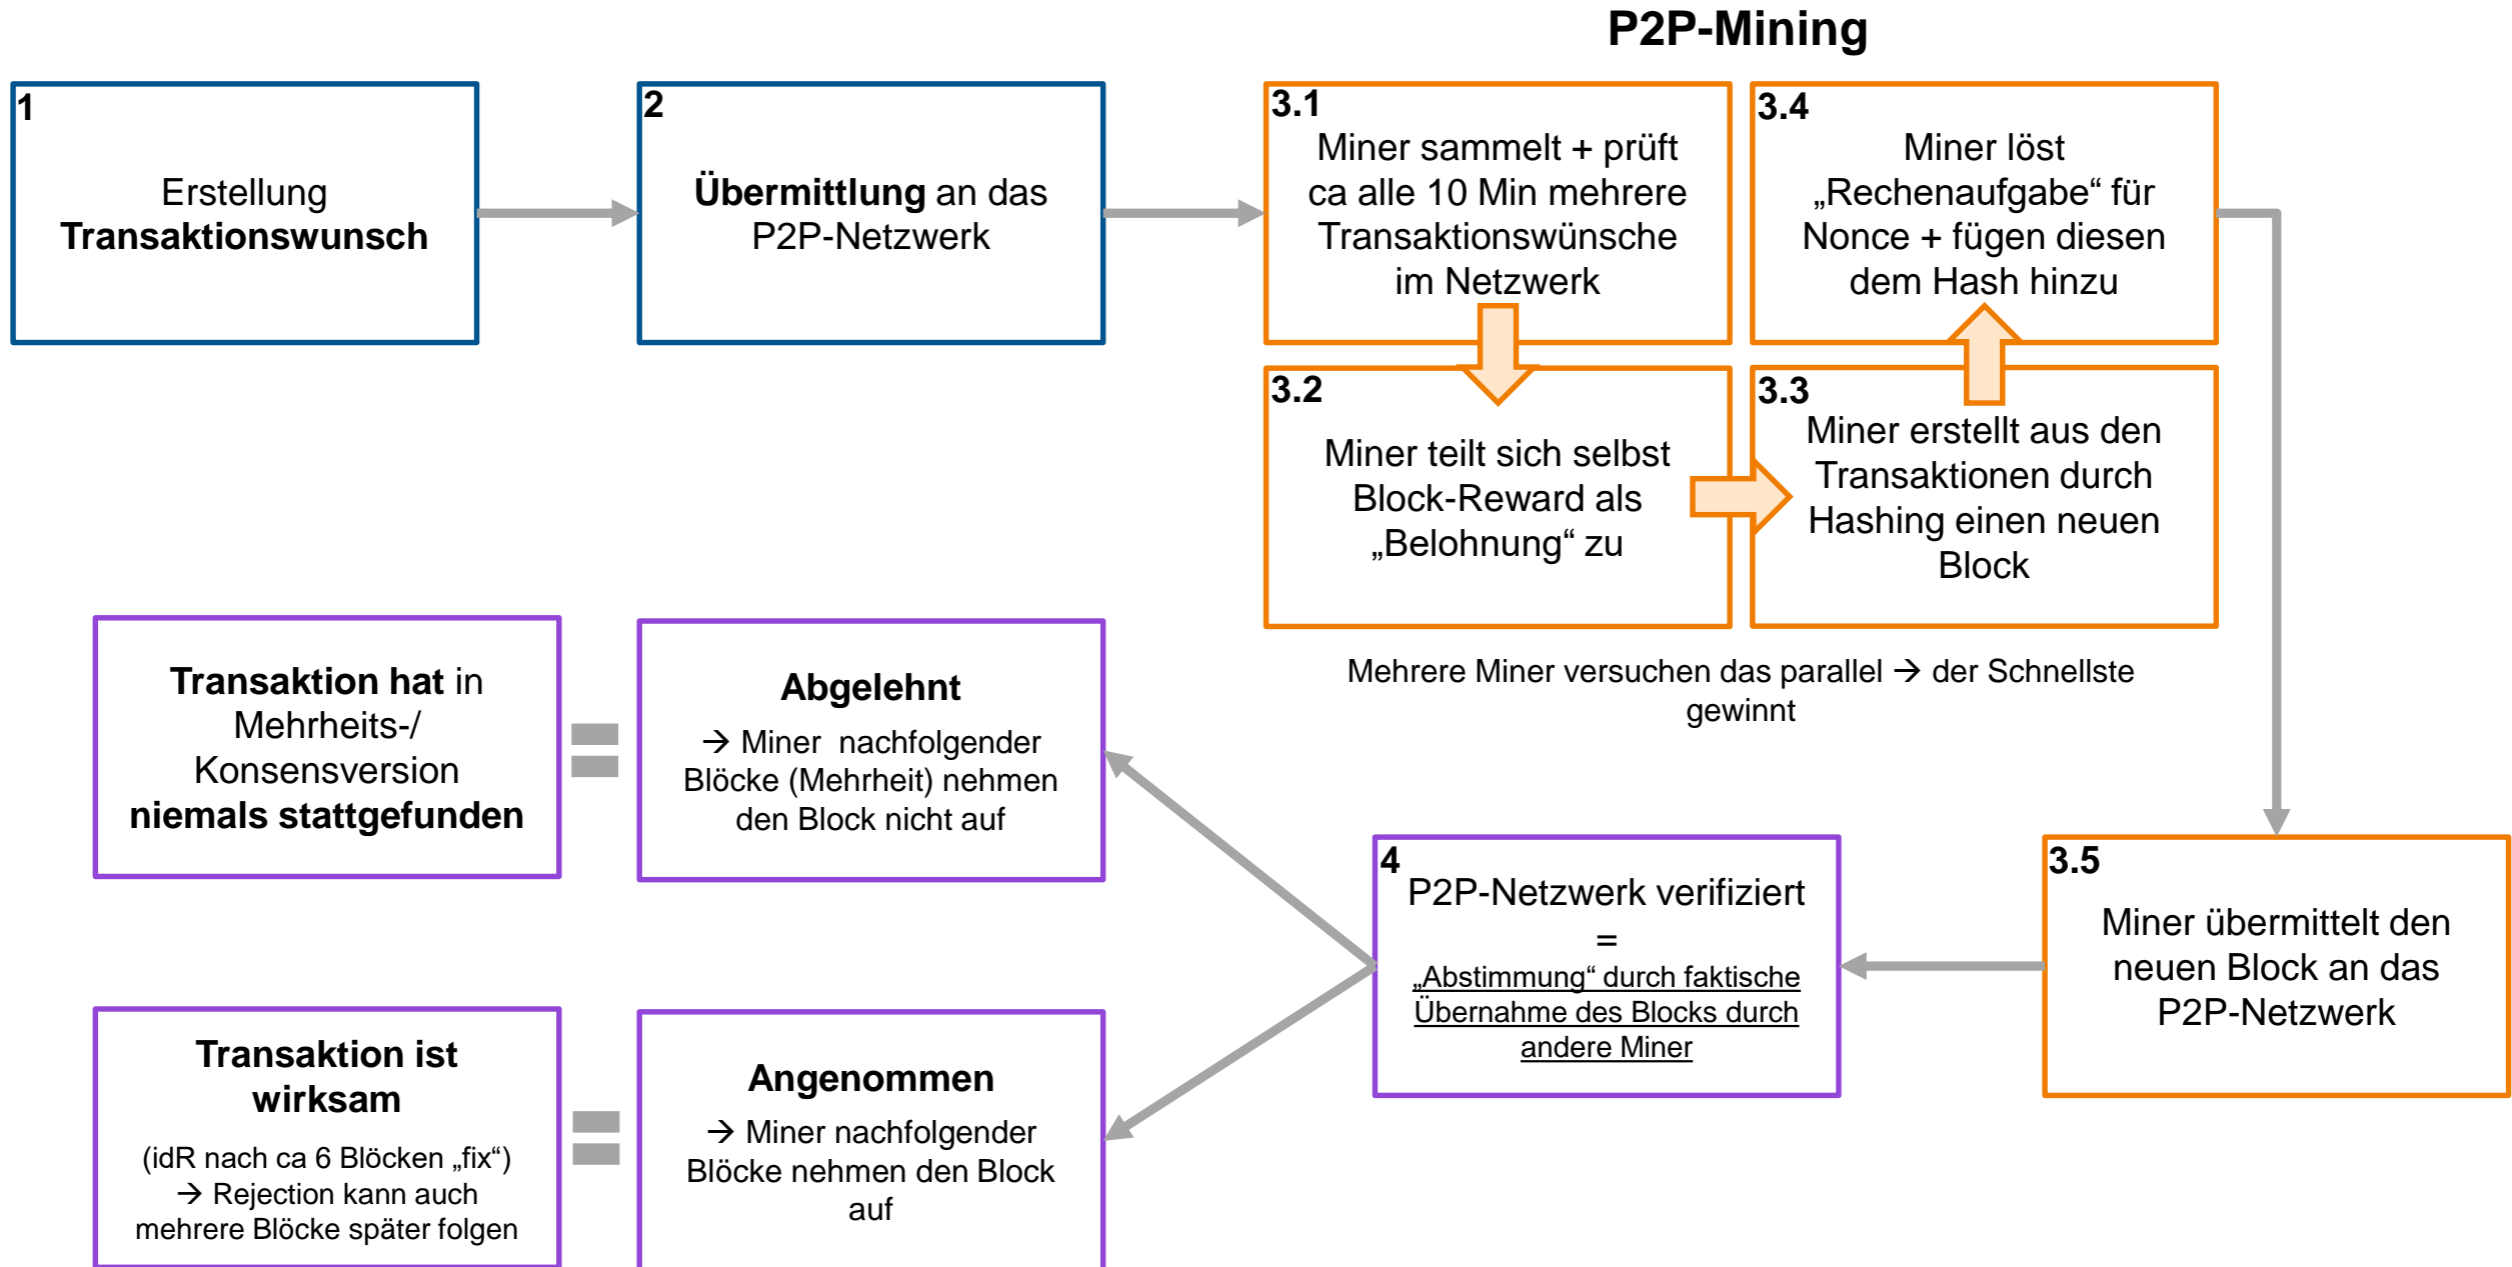 P2P-Mining
1
Erstellung
Transaktionswunsch
2
Übermittlung an das
P2P-Netzwerk
3.1
Miner sammelt + prüft
ca alle 10 Min mehrere
Transaktionswünsche
im Netzwerk
3.4
Miner löst
„Rechenaufgabe“ für
Nonce + fügen diesen
dem Hash hinzu
3.2
Miner teilt sich selbst
Block-Reward als
„Belohnung“ zu
3.3
Miner erstellt aus den
Transaktionen durch
Hashing einen neuen
Block
Mehrere Miner versuchen das parallel → der Schnellste
gewinnt
3.5
Miner übermittelt den
neuen Block an das
P2P-Netzwerk
4
P2P-Netzwerk verifiziert
=
„Abstimmung“ durch faktische
Übernahme des Blocks durch
andere Miner
Abgelehnt
→ Miner nachfolgender
Blöcke (Mehrheit) nehmen
den Block nicht auf
Transaktion hat in
Mehrheits-/
Konsensversion
niemals stattgefunden
Angenommen
→ Miner nachfolgender
Blöcke nehmen den Block
auf
Transaktion ist
wirksam
(idR nach ca 6 Blöcken „fix“)
→ Rejection kann auch
mehrere Blöcke später folgen